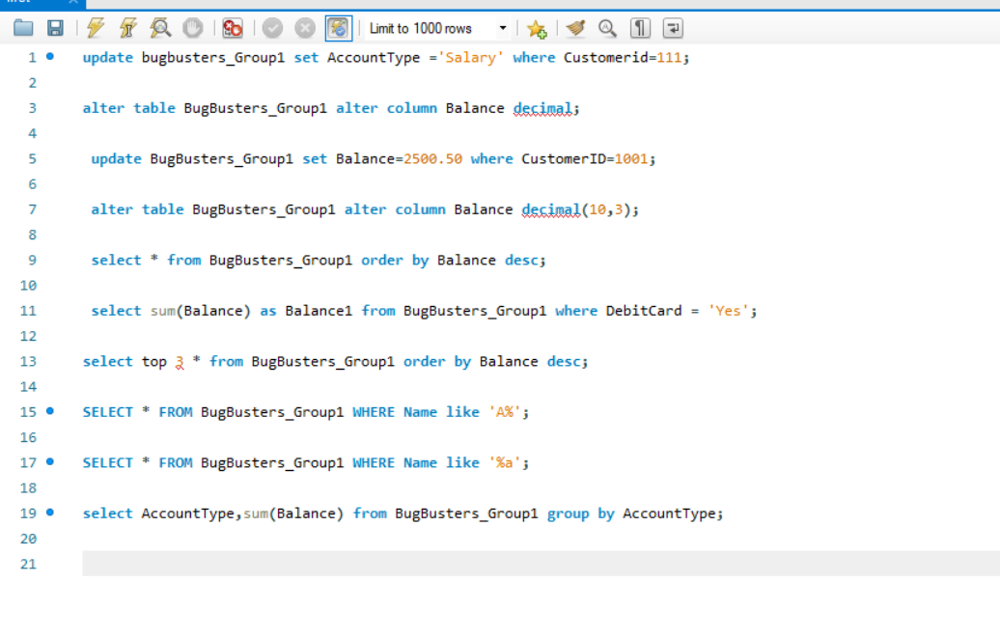 Limit to 1000 rows
1 update bugbusters_Group1 set AccountType ='Salary' where Customerid=111;
2
3 alter table BugBusters_Group1 alter column Balance decimal;
4
5 update BugBusters_Group1 set Balance=2500.50 where CustomerID=1001;
6
7 alter table BugBusters_Group1 alter column Balance decimal(10,3);
8
9 select * from BugBusters_Group1 order by Balance desc;
10
11 select sum(Balance) as Balance1 from BugBusters_Group1 where DebitCard = 'Yes';
12
13 select top 3 * from BugBusters_Group1 order by Balance desc;
14
15 SELECT * FROM BugBusters_Group1 WHERE Name like 'A%';
16
17 SELECT * FROM BugBusters_Group1 WHERE Name like '%a';
18
19 select AccountType,sum(Balance) from BugBusters_Group1 group by AccountType;
20
21